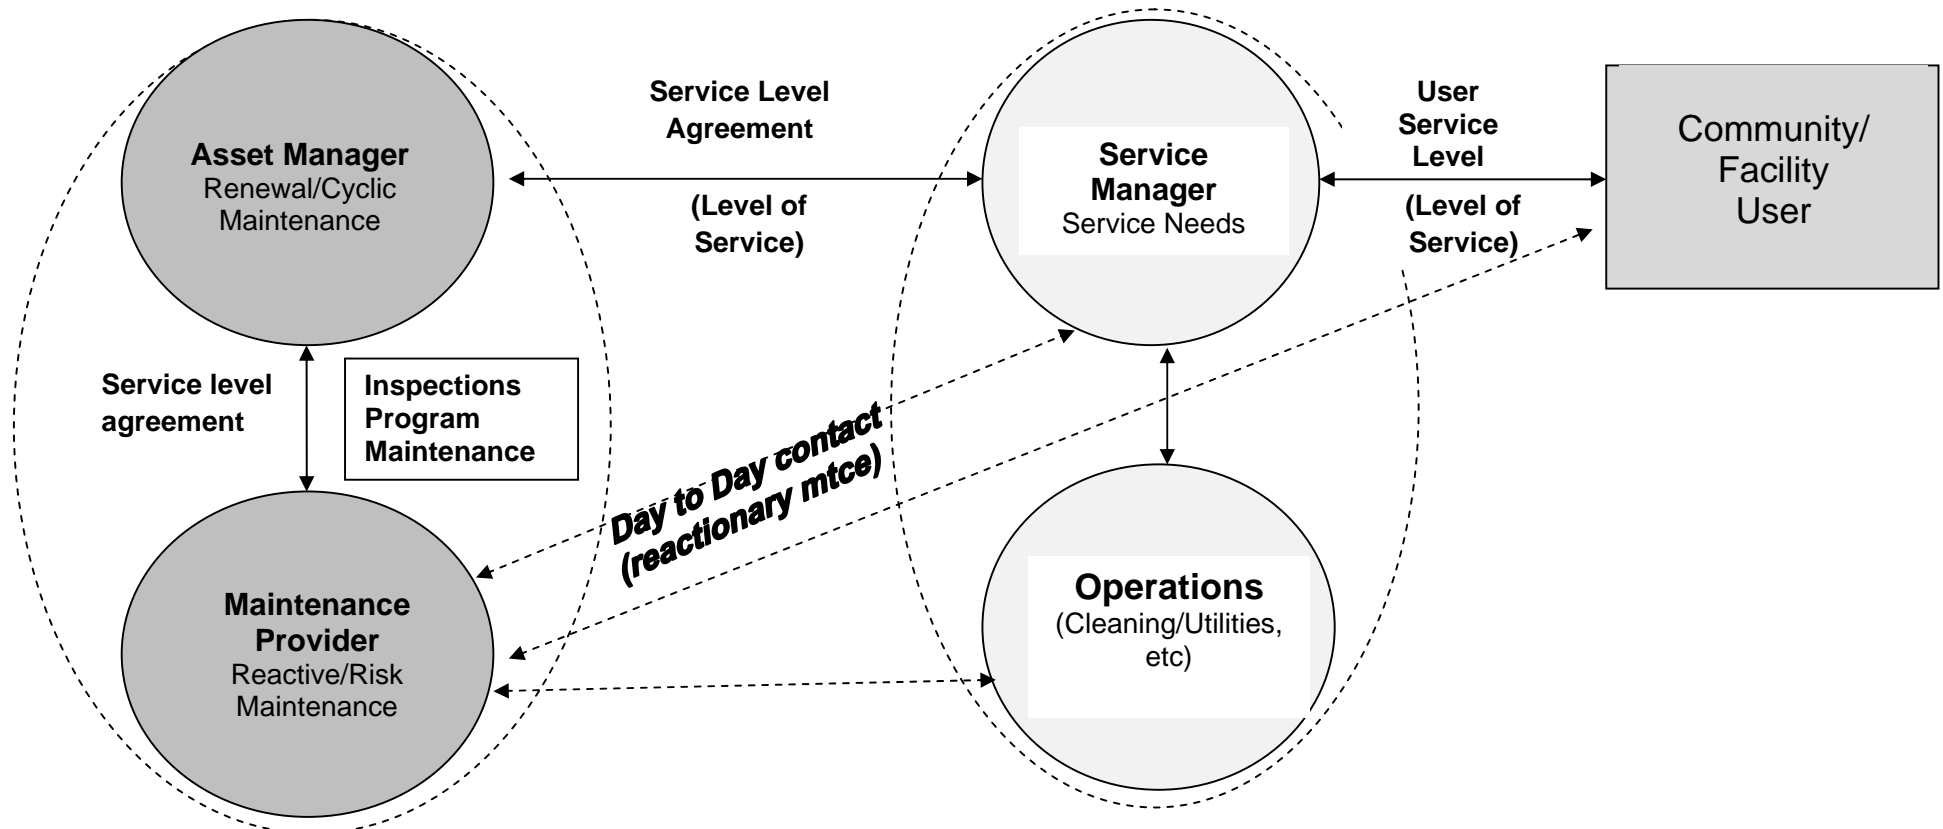 Asset Manager
Renewal/Cyclic
Maintenance
Service Level
Agreement
(Level of
Service)
Service
Manager
Service Needs
User
Service
Level
(Level of
Service)
Community/
Facility
User
Service level
agreement
Inspections
Program
Maintenance
Day to Day contact
(reactionary mtce)
Maintenance
Provider
Reactive/Risk
Maintenance
Operations
(Cleaning/Utilities,
etc)